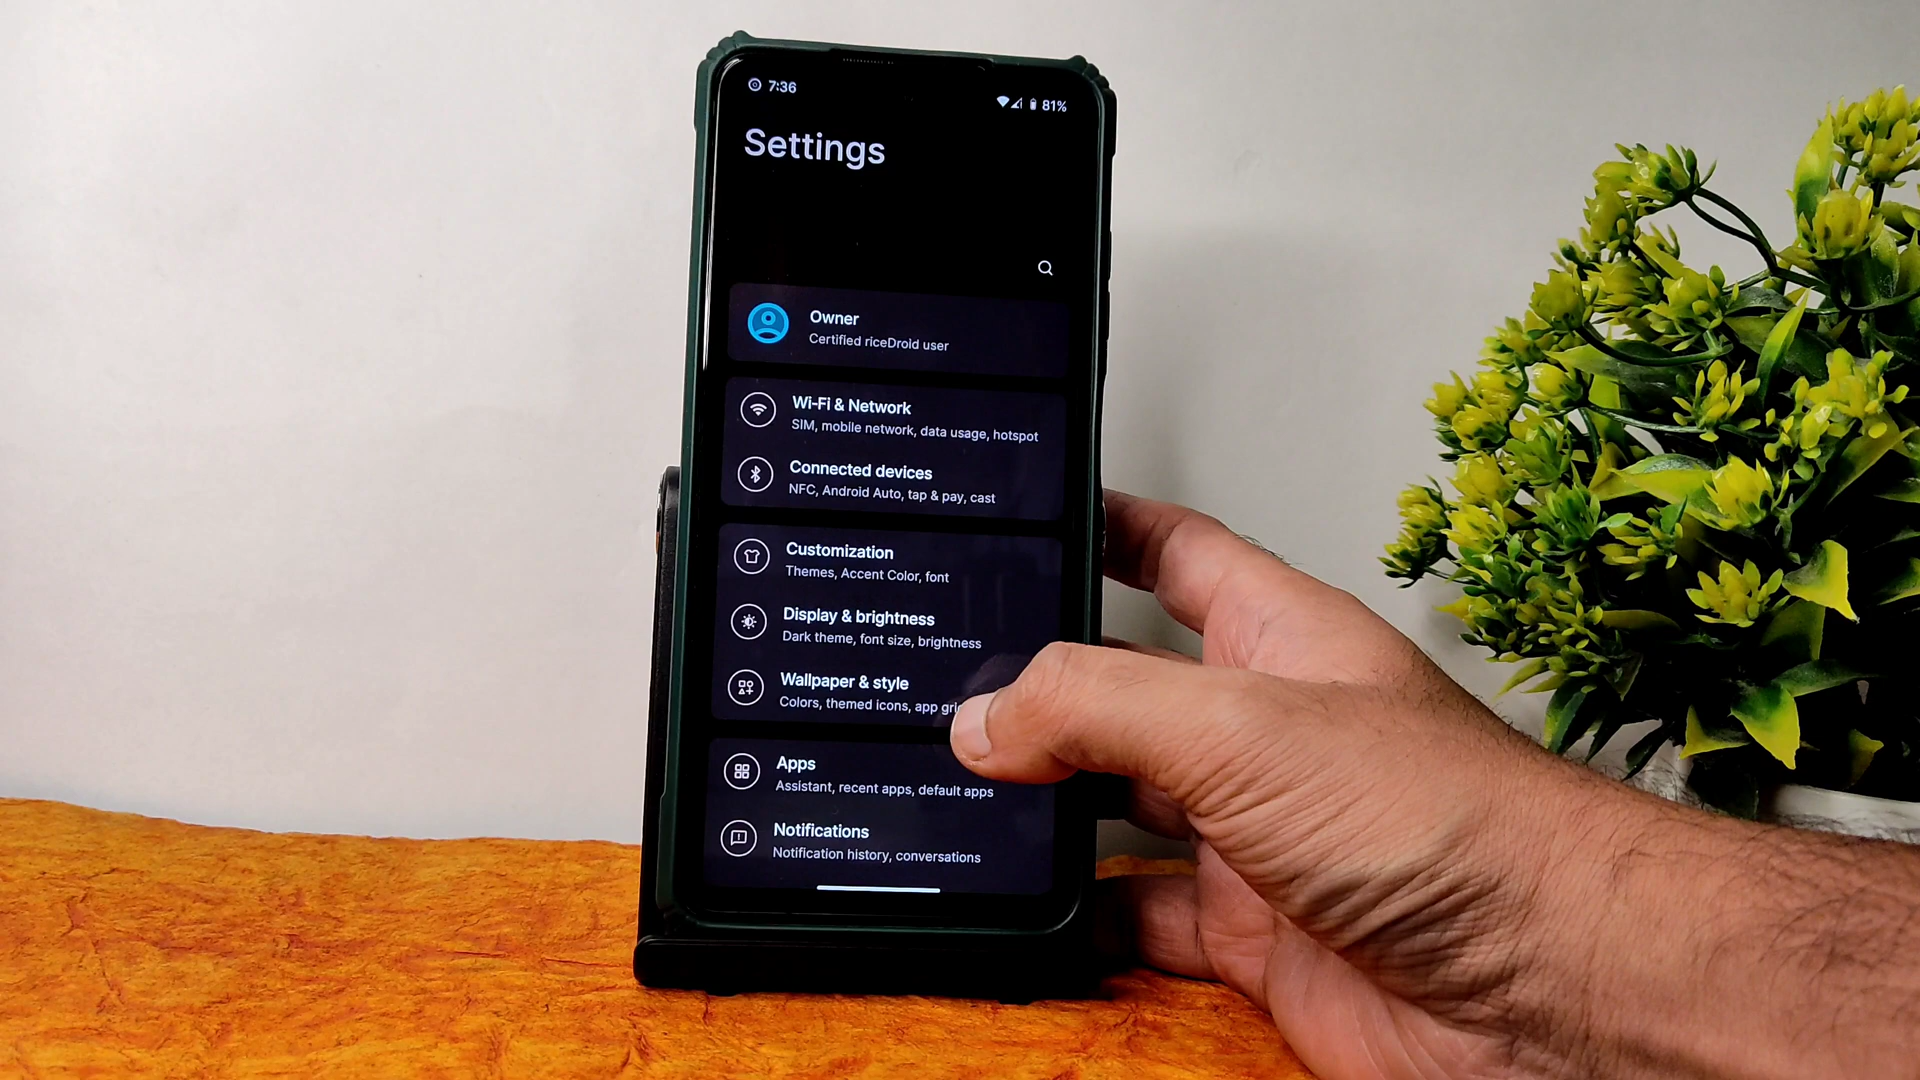 7:36
81%
Settings
Owner
Certified riceDroid user
Wi-Fi & Network
SIM, mobile network, data usage, hotspot
Connected devices
NFC, Android Auto, tap & pay, cast
Customization
Themes, Accent Color, font
Display & brightness
Dark theme, font size, brightness
Wallpaper & style
Colors, themed icons, app
Apps
Assistant, recent apps, default apps
Notifications
Notification history, conversations